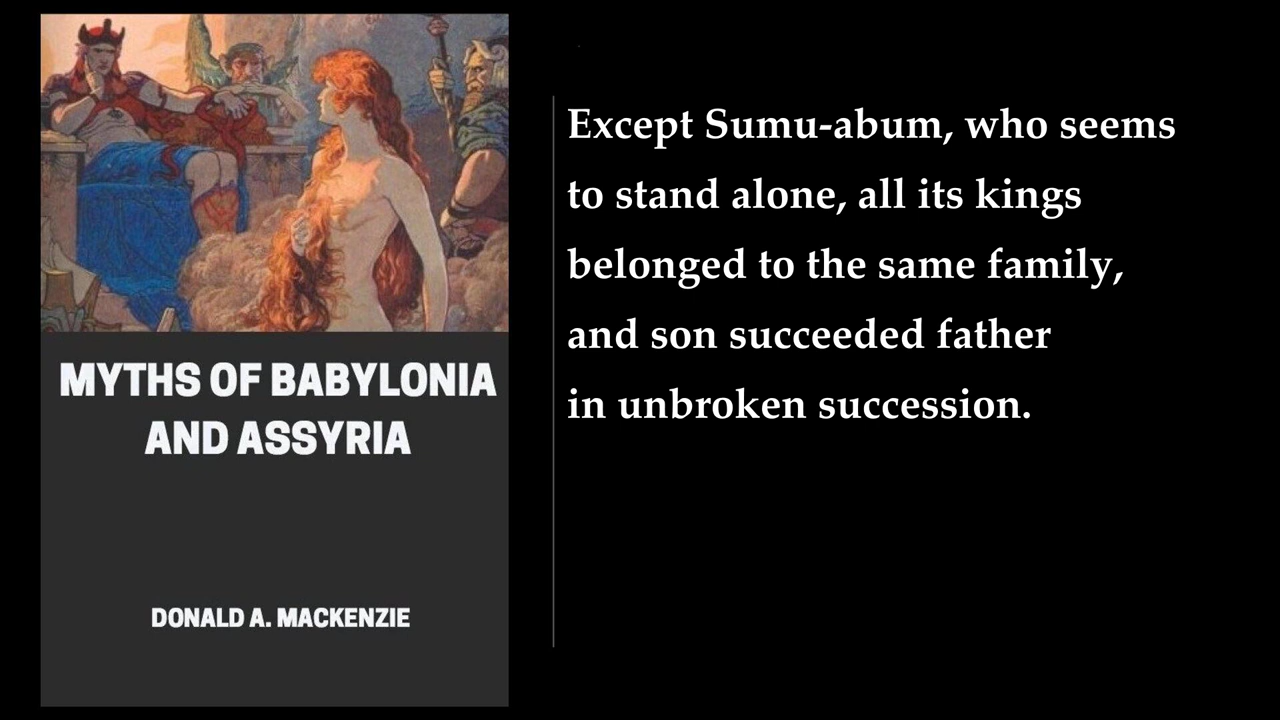 MYTHS OF BABYLONIA
AND ASSYRIA
DONALD A. MACKENZIE
Except Sumu-abum, who seems
to stand alone, all its kings
belonged to the same family,
and son succeeded father
in unbroken succession.